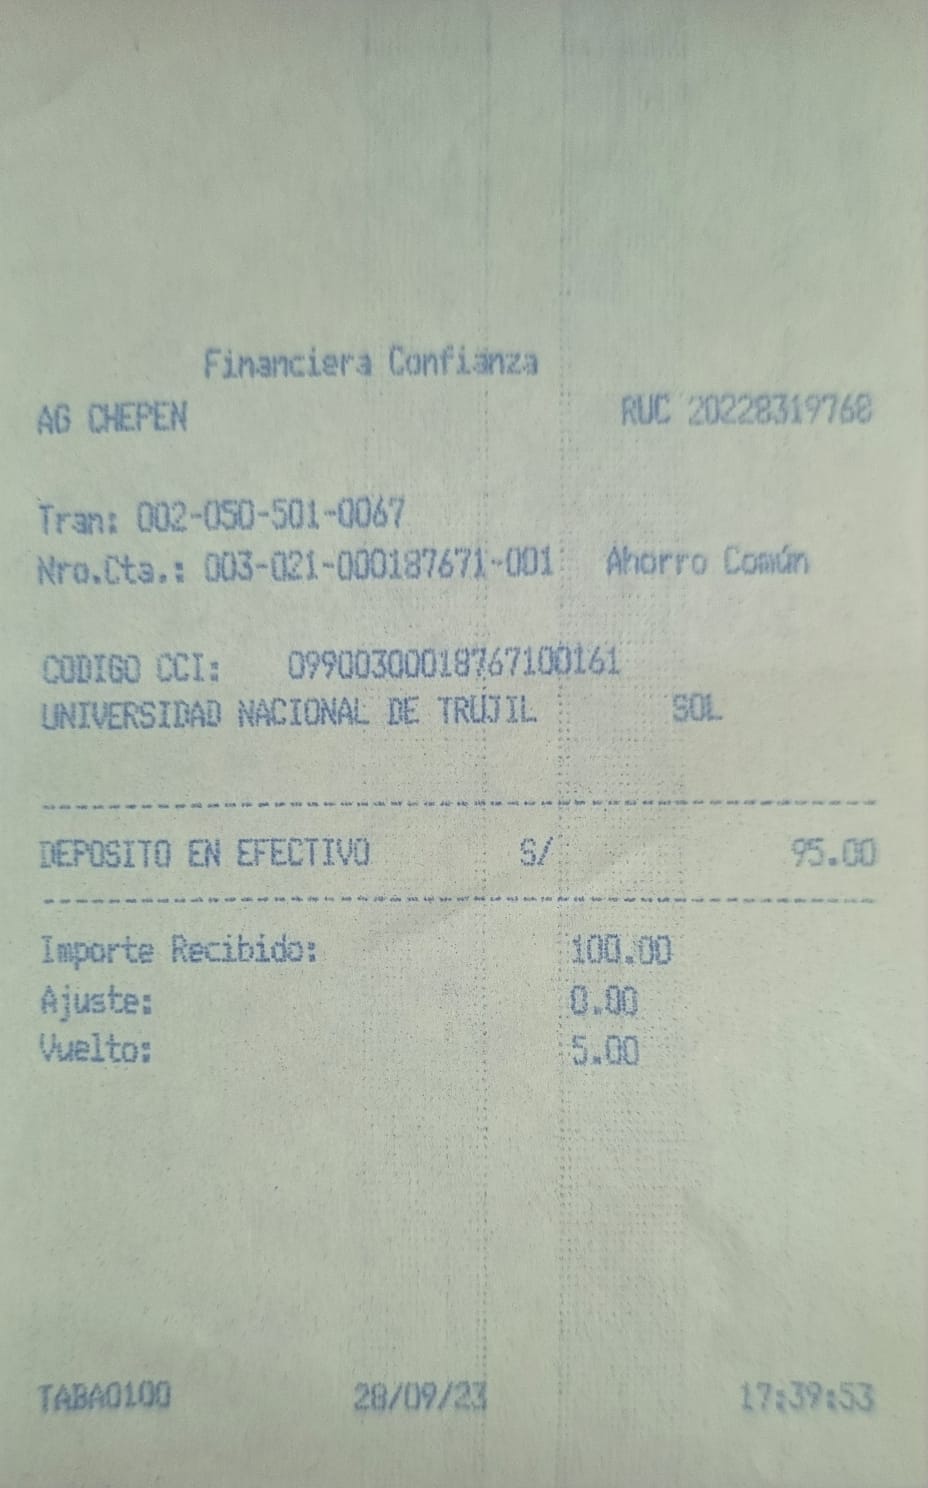 Financiera Confianza
AG CHEPEN RUC 20228319768
Tran: 002-050-501-0067
Nro.Cta.: 003-021-000187671-001 Ahorro Común
CODIGO CCI: 09900300018767100161
UNIVERSIDAD NACIONAL DE TRUJIL SOL
DEPOSITO EN EFECTIVO S/ 95.00
Importe Recibido: 100.00
Ajuste: 0.00
Vuelto: 5.00
TABA0100 28/09/23 17:39:53